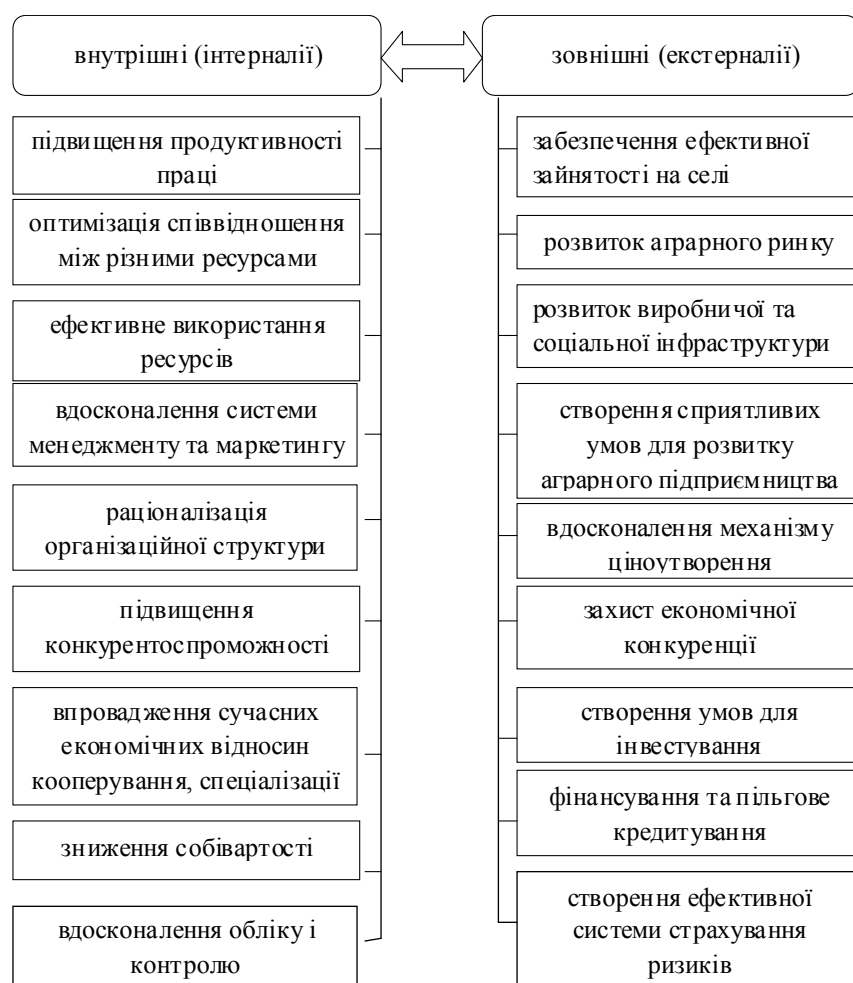 внутрішні (інтерналії)
підвищення продуктивності
праці
оптимізація співвідношення
між різними ресурсами
ефективне використання
ресурсів
вдосконалення системи
менеджменту та маркетингу
раціоналізація
організаційної структури
підвищення
конкурентоспроможності
впровадження сучасних
економічних відносин
кооперування, спеціалізації
зниження собівартості
вдосконалення обліку і
контролю
зовнішні (екстерналії)
забезпечення ефективної
зайнятості на селі
розвиток аграрного ринку
розвиток виробничої та
соціальної інфраструктури
створення сприятливих
умов для розвитку
аграрного підприємництва
вдосконалення механізму
ціноутворення
захист економічної
конкуренції
створення умов для
інвестування
фінансування та пільгове
кредитування
створення ефективної
системи страхування
ризиків